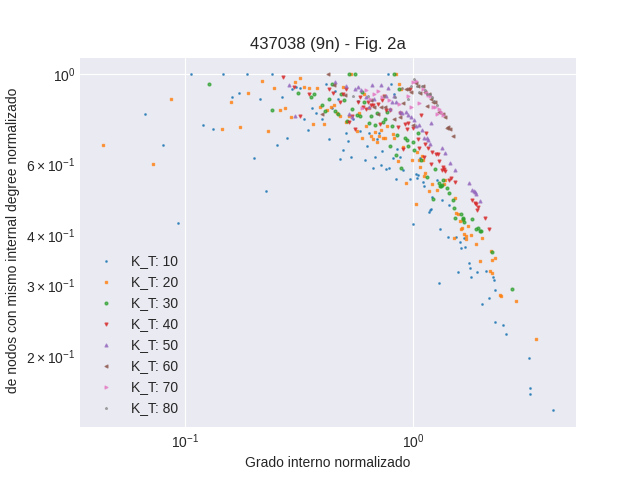 437038 (9n) - Fig. 2a
de nodos con mismo internal degree normalizado
10⁰
6 × 10⁻¹
4 × 10⁻¹
3 × 10⁻¹
2 × 10⁻¹
K_T: 10
K_T: 20
K_T: 30
K_T: 40
K_T: 50
K_T: 60
K_T: 70
K_T: 80
10⁻¹
10⁰
Grado interno normalizado